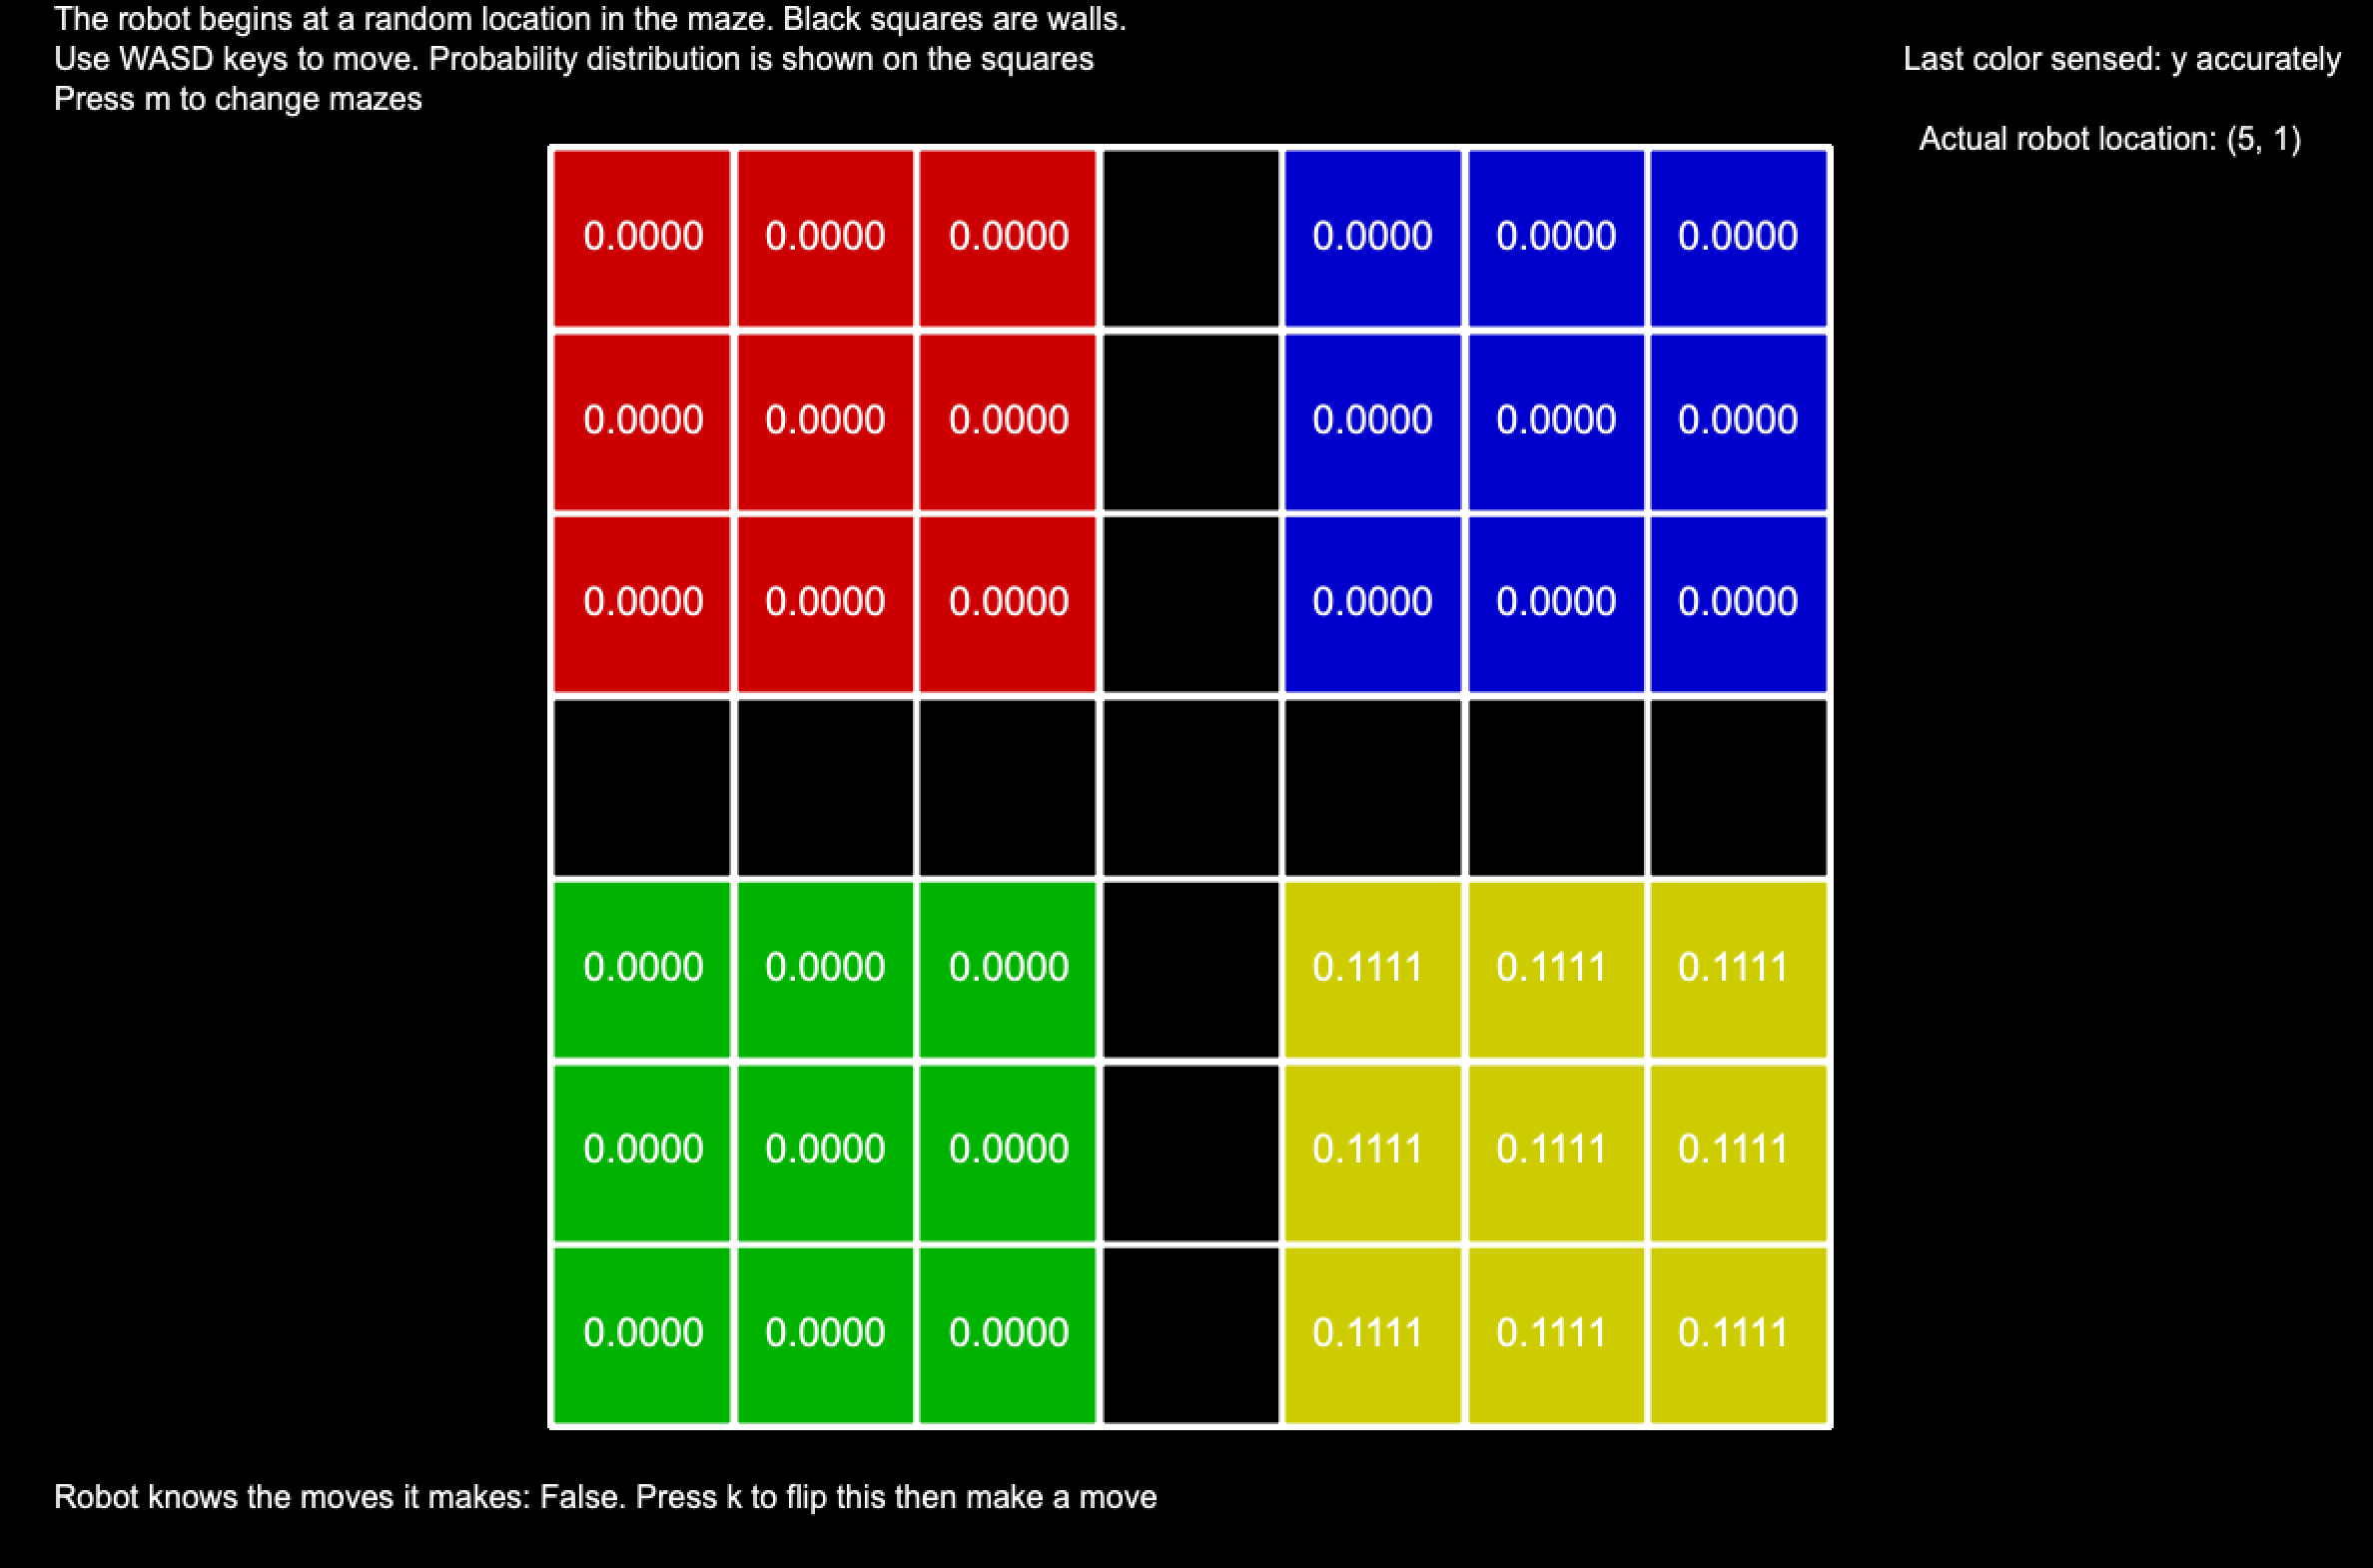 The robot begins at a random location in the maze. Black squares are walls.
Use WASD keys to move. Probability distribution is shown on the squares
Press m to change mazes
Last color sensed: y accurately
Actual robot location: (5, 1)
0.0000 0.0000 0.0000 0.0000 0.0000 0.0000
0.0000 0.0000 0.0000 0.0000 0.0000 0.0000
0.0000 0.0000 0.0000 0.0000 0.0000 0.0000
0.0000 0.0000 0.0000 0.1111 0.1111 0.1111
0.0000 0.0000 0.0000 0.1111 0.1111 0.1111
0.0000 0.0000 0.0000 0.1111 0.1111 0.1111
Robot knows the moves it makes: False. Press k to flip this then make a move